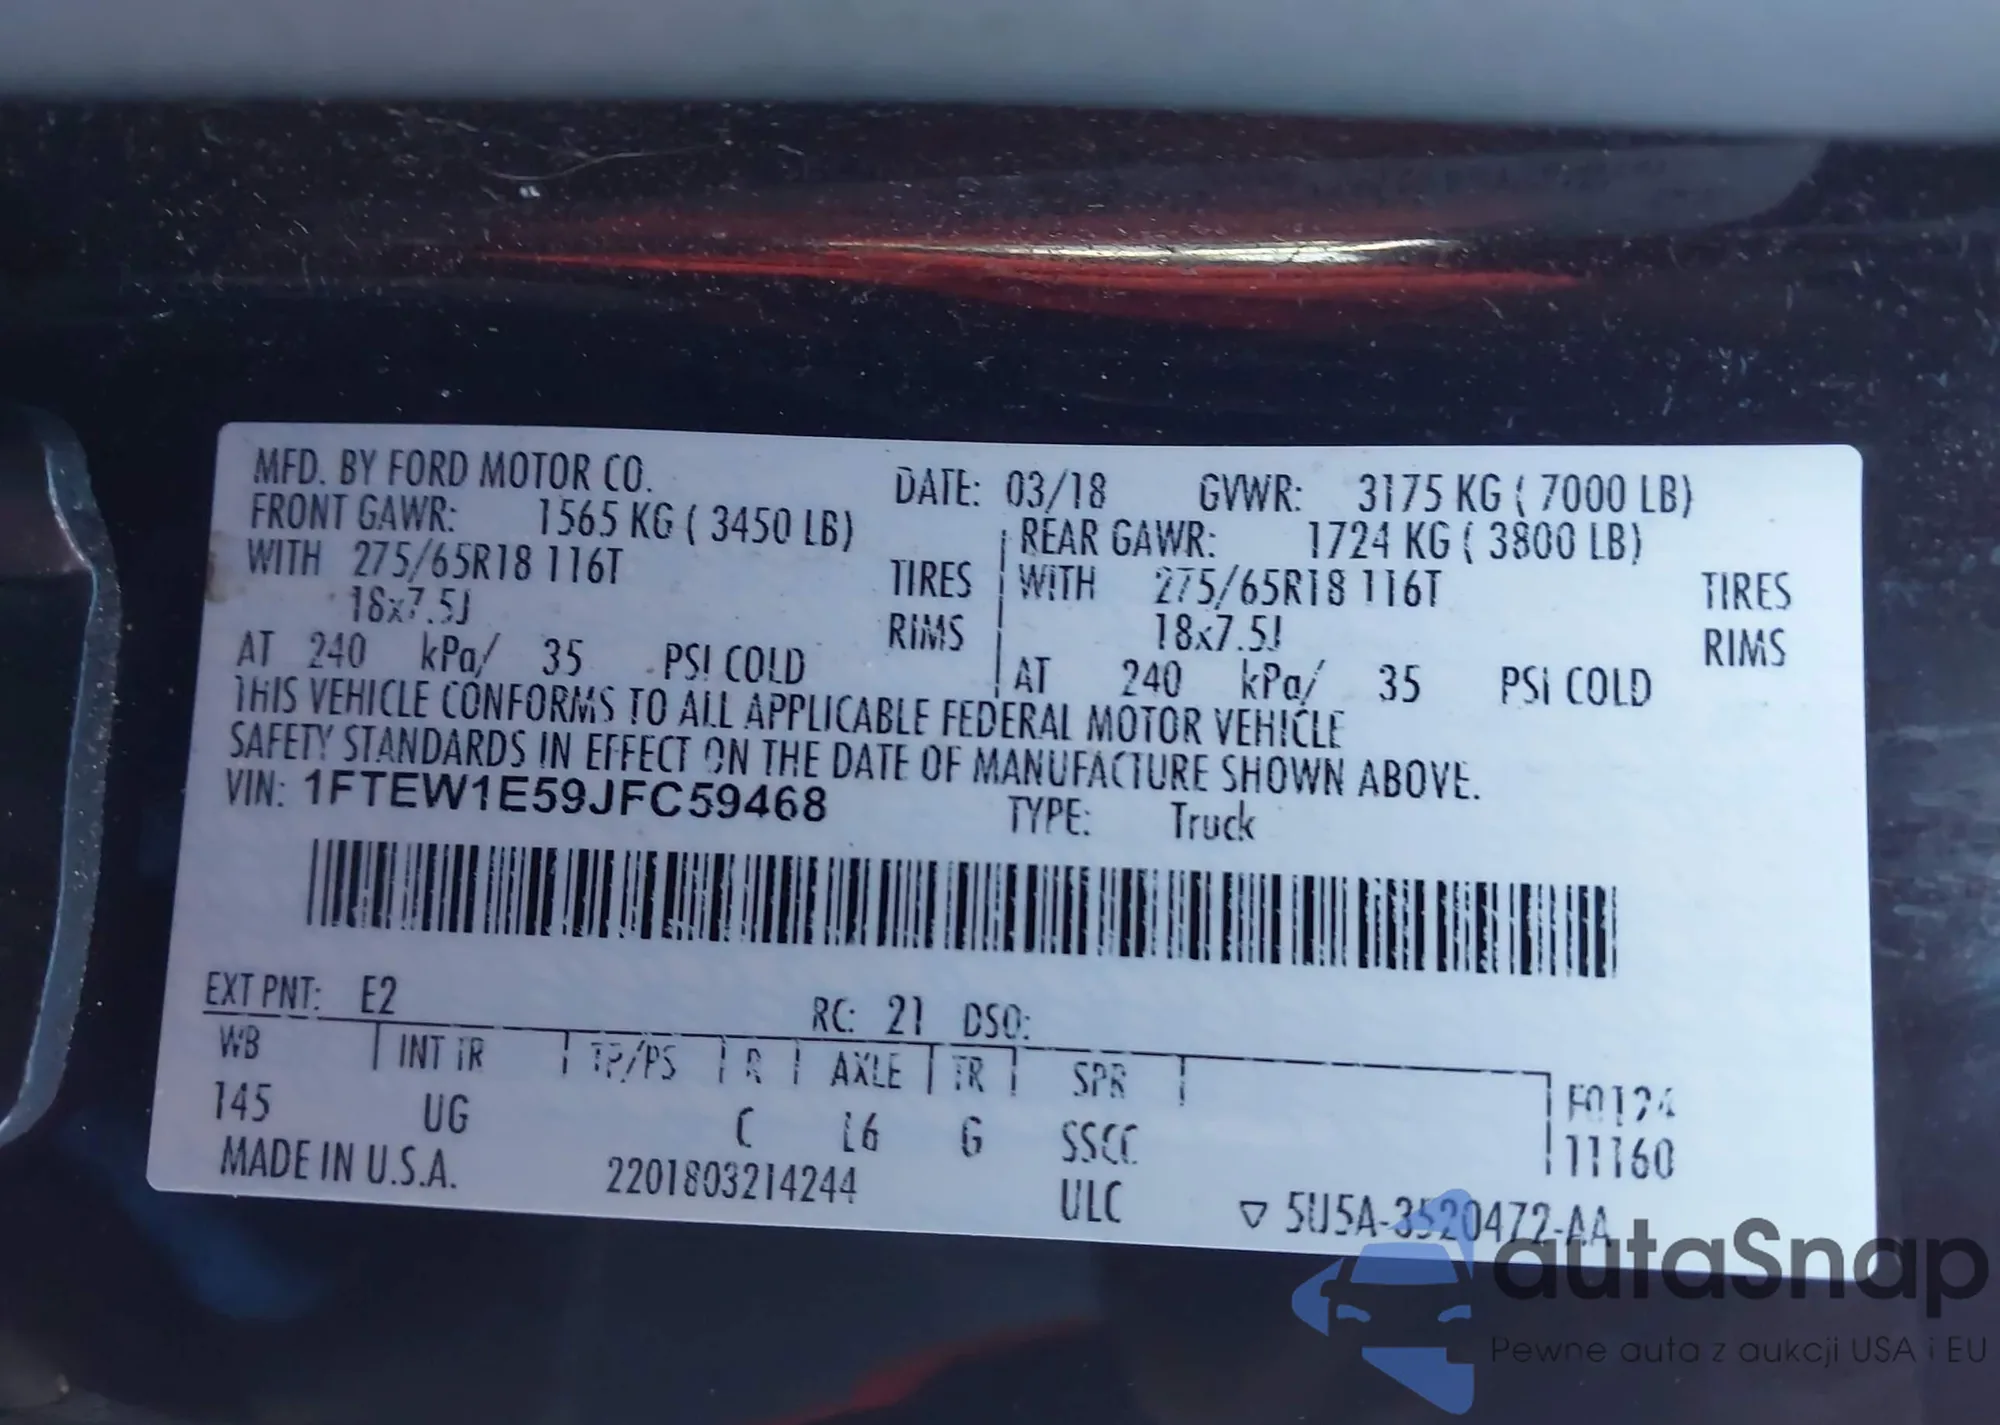 MFD. BY FORD MOTOR CO. DATE: 03/18 GVWR: 3175 KG ( 7000 LB)
FRONT GAWR: 1565 KG ( 3450 LB) REAR GAWR: 1724 KG ( 3800 LB)
WITH 275/65R18 116T TIRES WITH 275/65R18 116T TIRES
18x7.5J RIMS 18x7.5J RIMS
AT 240 kPa/ 35 PSI COLD AT 240 kPa/ 35 PSI COLD
THIS VEHICLE CONFORMS TO ALL APPLICABLE FEDERAL MOTOR VEHICLE
SAFETY STANDARDS IN EFFECT ON THE DATE OF MANUFACTURE SHOWN ABOVE.
VIN: 1FTEW1E59JFC59468 TYPE: Truck
EXT PNT: E2 RC: 21 DSO:
WB INT TR TP/PS R AXLE TR SPR F0124
145 UG C L6 G SSCC 11160
MADE IN U.S.A. 2201803214244 ULC ▽ 5U5A-3520472-AA
autaSnap
Pewne auta z aukcji USA i EU